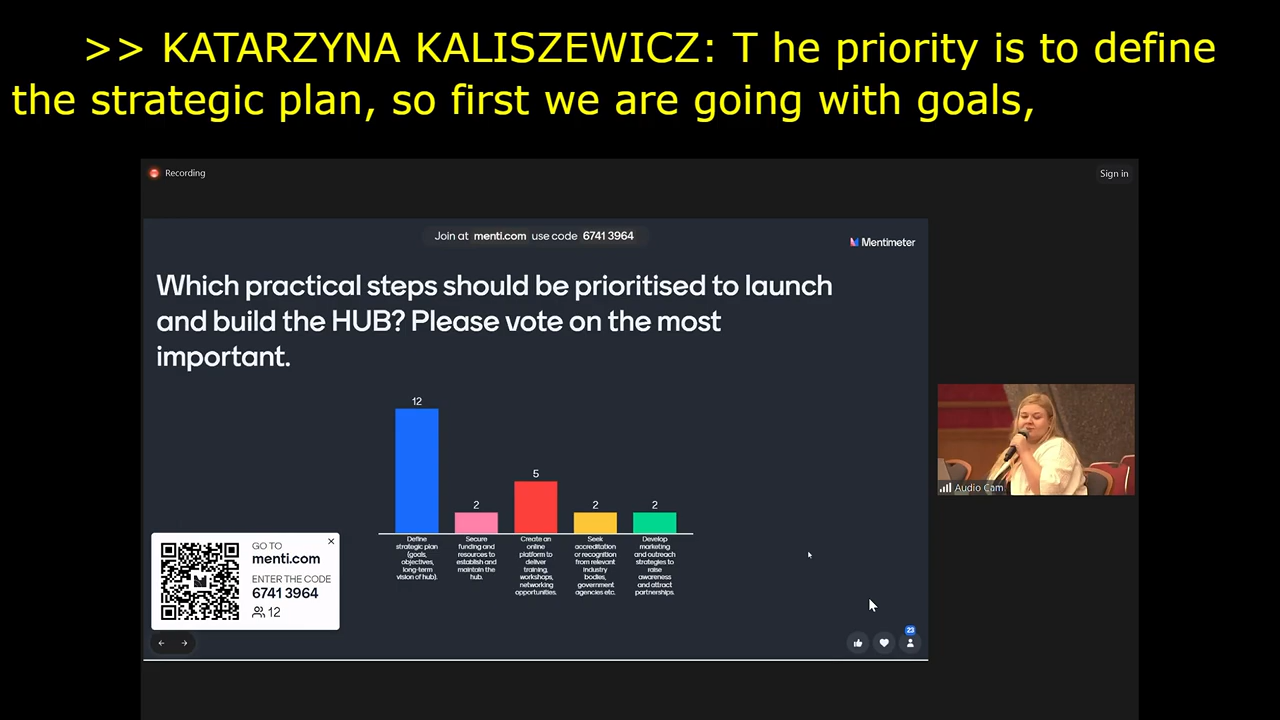 >> KATARZYNA KALISZEWICZ: T he priority is to define
the strategic plan, so first we are going with goals,
Recording
Sign in
Join at menti.com use code 6741 3964
Mentimeter
Which practical steps should be prioritised to launch
and build the HUB? Please vote on the most
important.
12
2
5
2
2
Define
strategic plan
(goals,
objectives,
long-term
vision of hub).
Secure
funding and
resources to
establish and
maintain the
hub.
Create an
online
platform to
deliver
training,
workshops,
networking
opportunities.
Seek
accreditation
or recognition
from relevant
industry
bodies,
government
agencies etc.
Develop
marketing
and outreach
strategies to
raise
awareness
and attract
partnerships.
GO TO
menti.com
ENTER THE CODE
6741 3964
12
23
Audio Cam